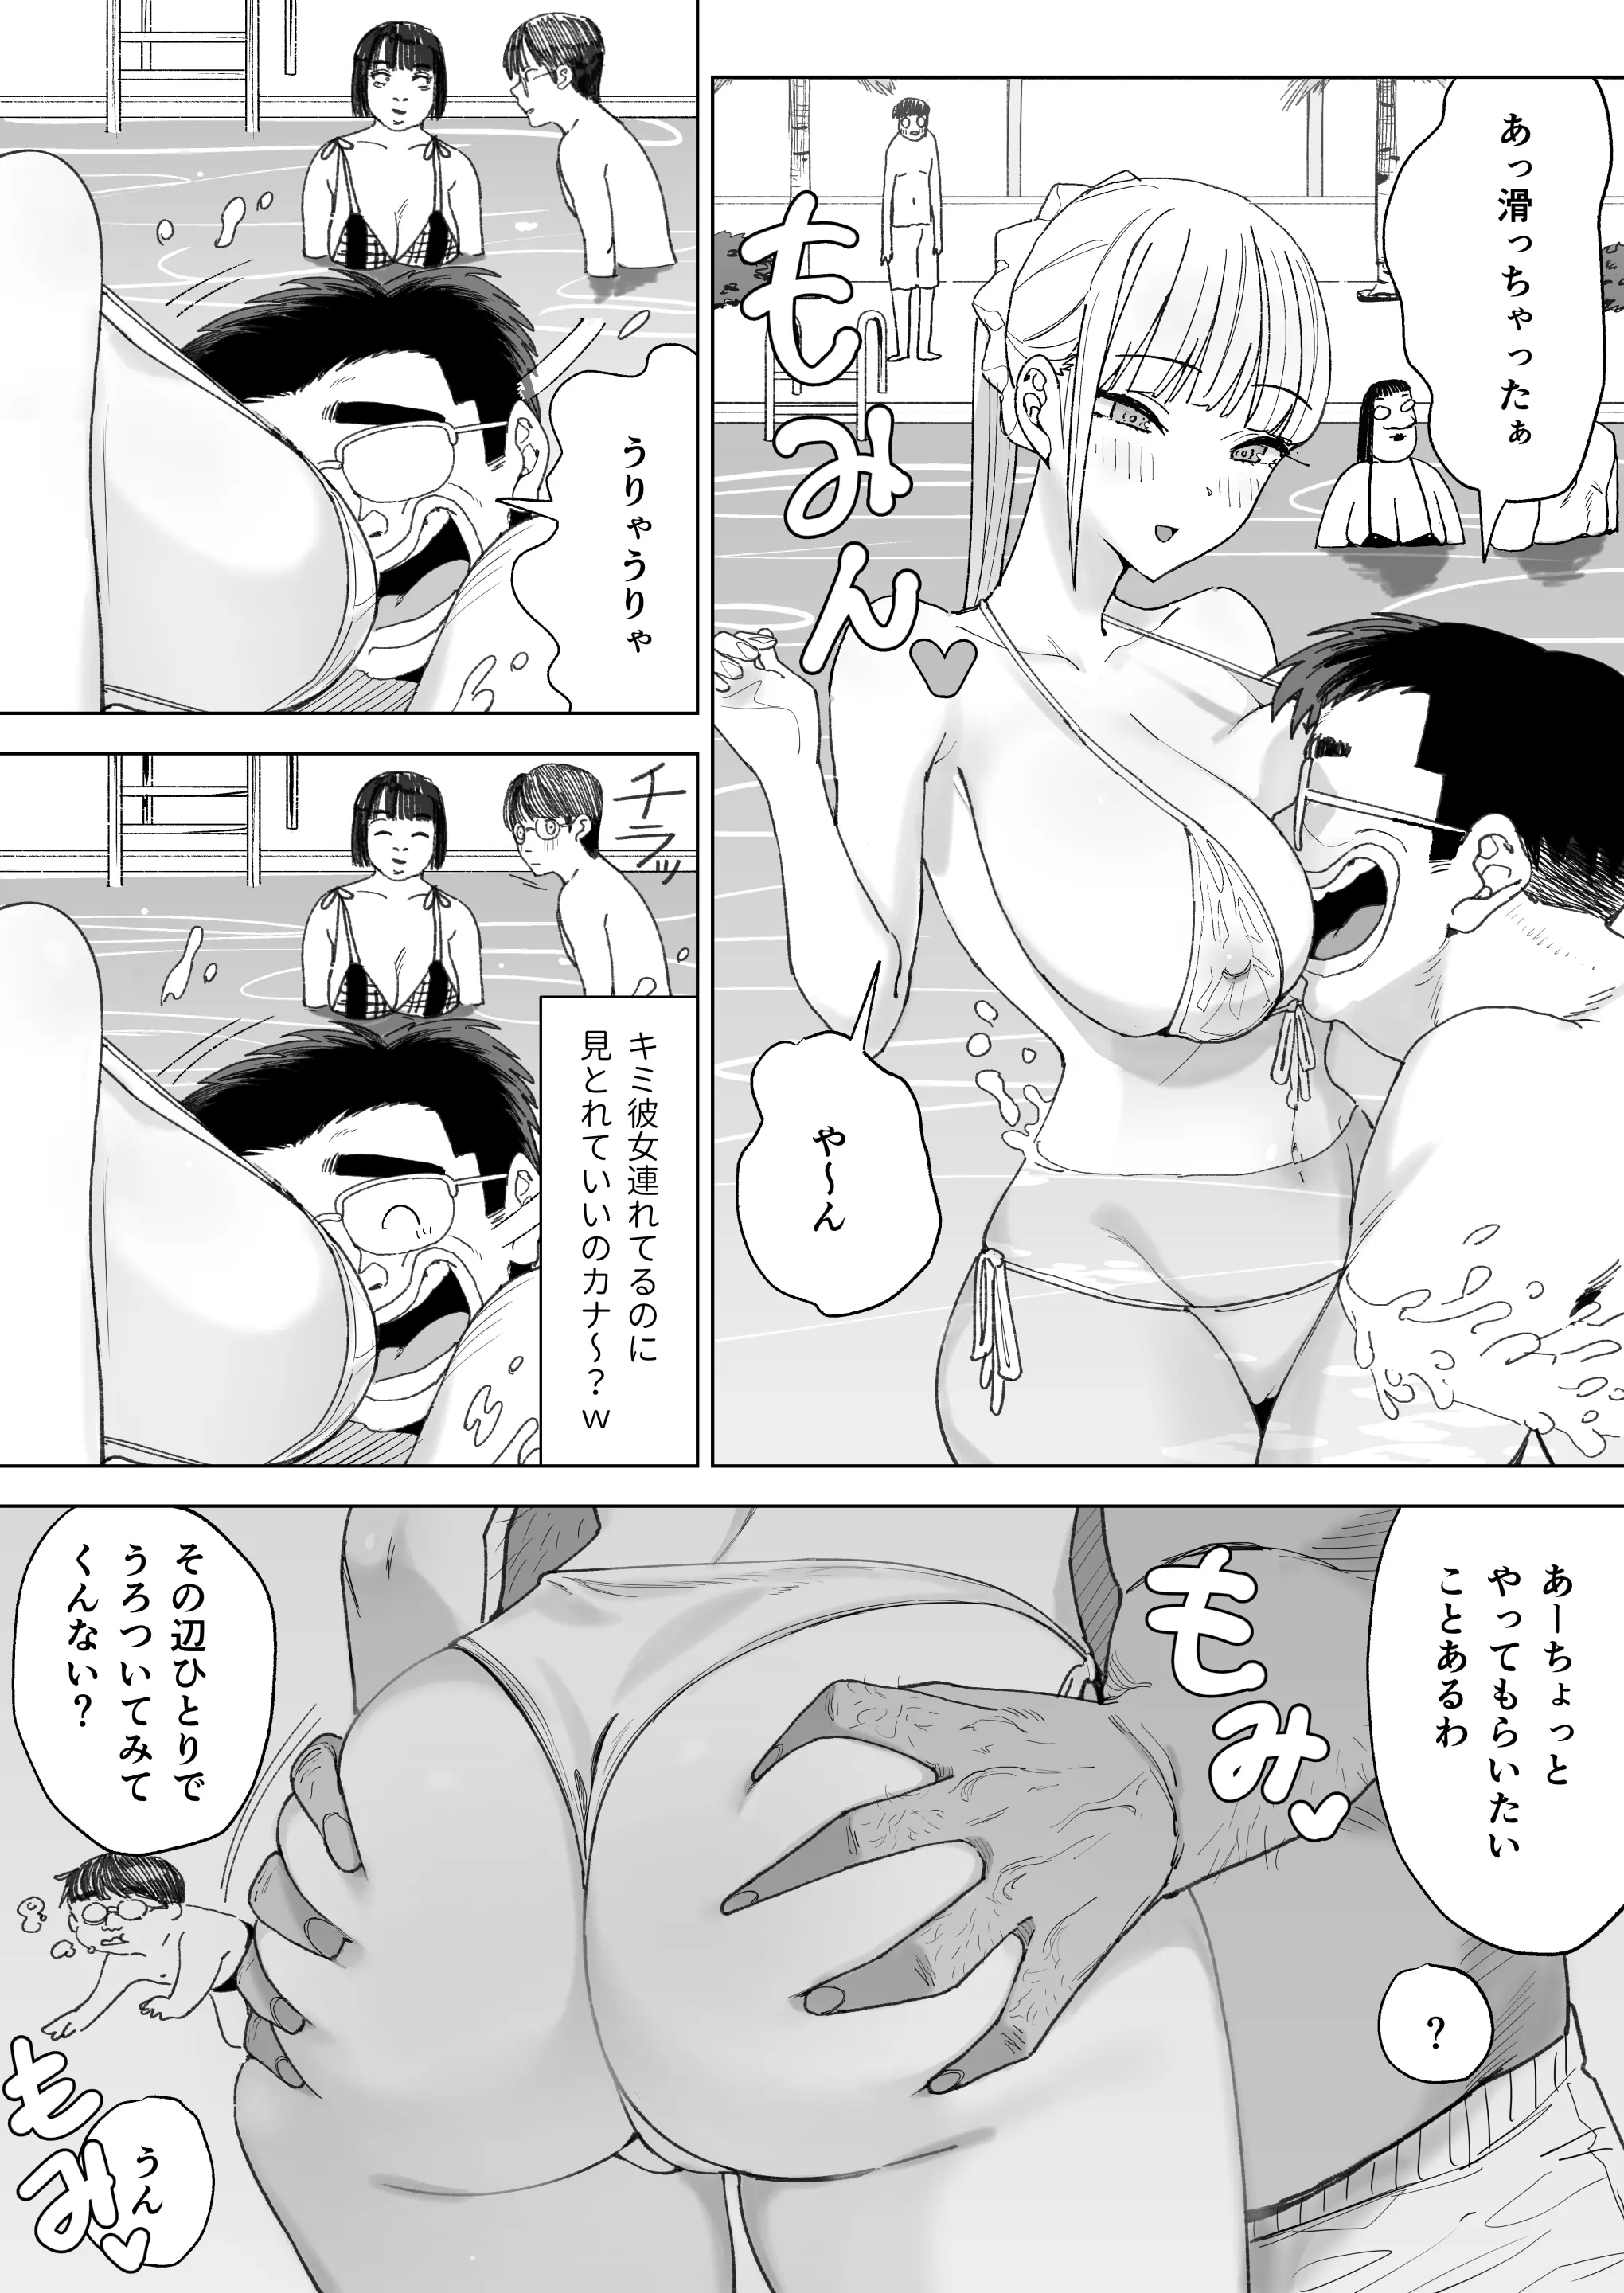 あっ滑っちゃったぁ
もみん
や～ん
うりゃうりゃ
チラッ
キミ彼女連れてるのに
見とれていいのカナ～？w
あーちょっと
やってもらいたい
ことあるわ
もみ
？
その辺ひとりで
うろついてみて
くんない？
もみ
うん